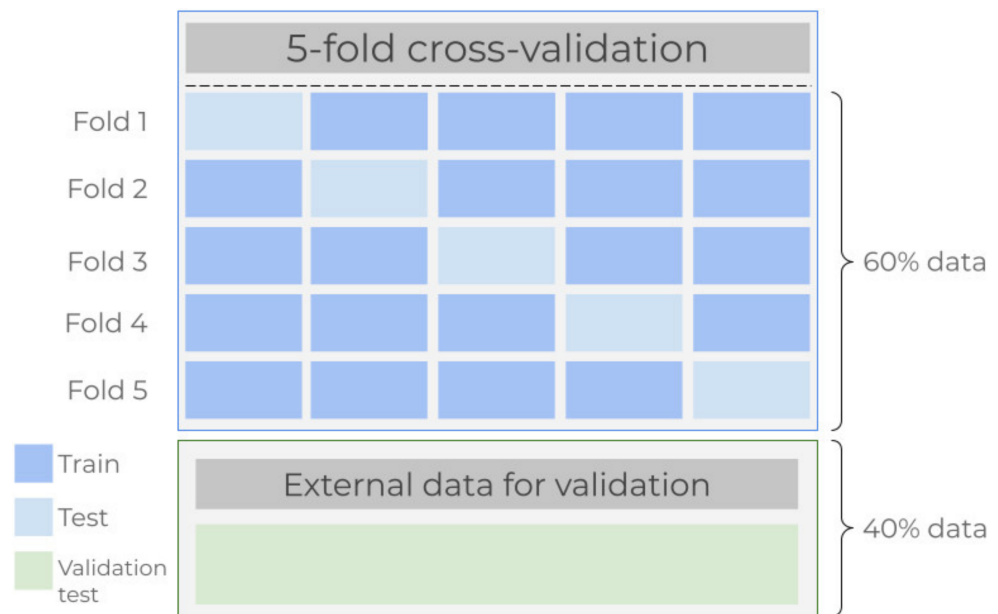 5-fold cross-validation
Fold 1
Fold 2
Fold 3
60% data
Fold 4
Fold 5
Train
Test
Validation
test
External data for validation
40% data